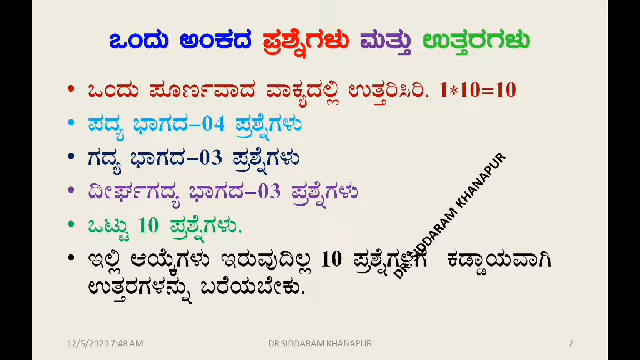 ಒಂದು ಅಂಕದ ಪ್ರಶ್ನೆಗಳು ಮತ್ತು ಉತ್ತರಗಳು
• ಒಂದು ಪೂರ್ಣವಾದ ವಾಕ್ಯದಲ್ಲಿ ಉತ್ತರಿಸಿರಿ. 1*10=10
• ಪದ್ಯ ಭಾಗದ-04 ಪ್ರಶ್ನೆಗಳು
• ಗದ್ಯ ಭಾಗದ-03 ಪ್ರಶ್ನೆಗಳು
• ದೀರ್ಘಗದ್ಯ ಭಾಗದ-03 ಪ್ರಶ್ನೆಗಳು
• ಒಟ್ಟು 10 ಪ್ರಶ್ನೆಗಳು.
• ಇಲ್ಲಿ ಆಯ್ಕೆಗಳು ಇರುವುದಿಲ್ಲ 10 ಪ್ರಶ್ನೆಗಳಿಗೆ ಕಡ್ಡಾಯವಾಗಿ
ಉತ್ತರಗಳನ್ನು ಬರೆಯಬೇಕು.
DR SIDDARAM KHANAPUR
12/5/2020 7:48 AM DR SIDDARAM KHANAPUR 2